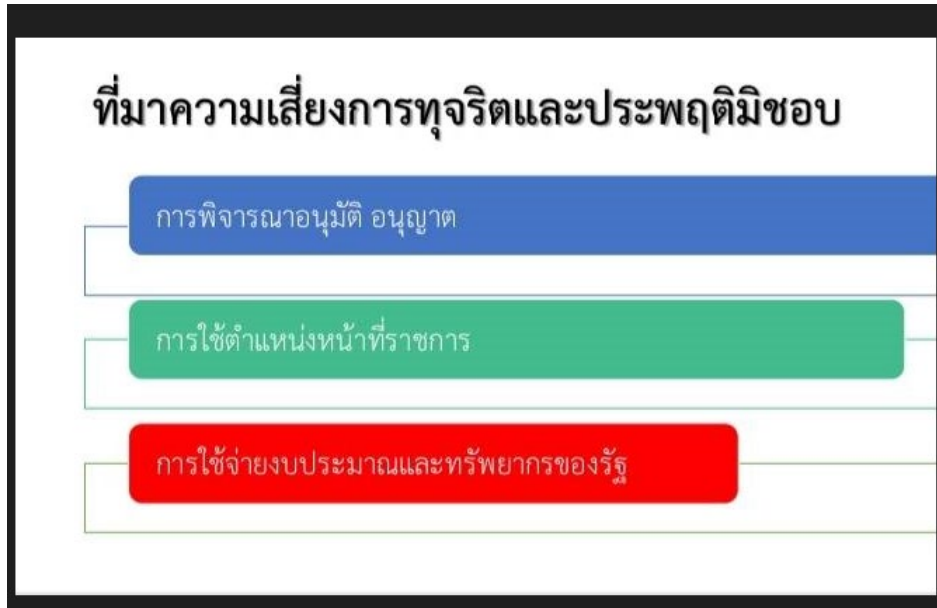 ที่มาความเสี่ยงการทุจริตและประพฤติมิชอบ
การพิจารณาอนุมัติ อนุญาต
การใช้ตำแหน่งหน้าที่ราชการ
การใช้จ่ายงบประมาณและทรัพยากรของรัฐ